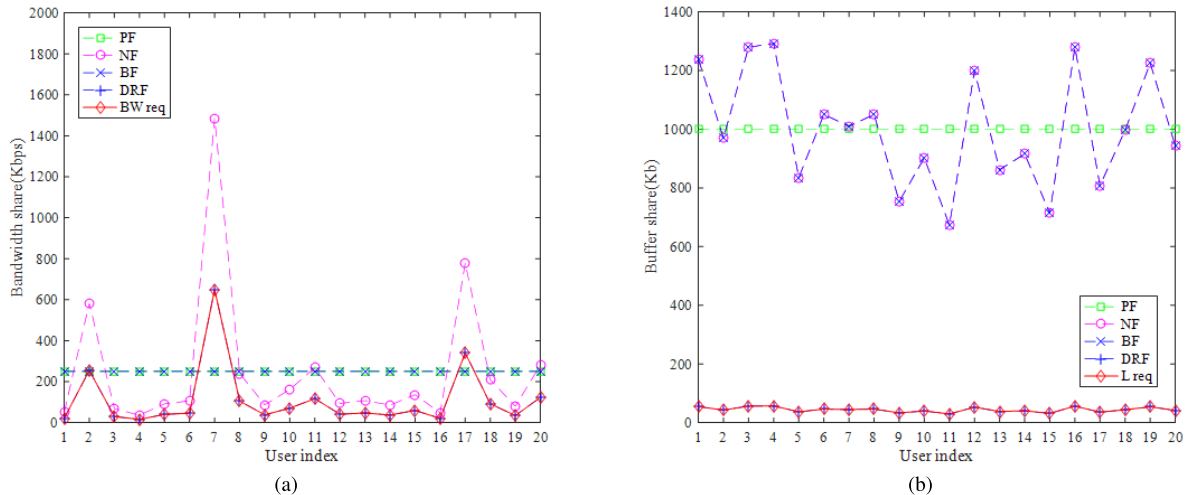 2000
1800
1600
1400
1200
1000
800
600
400
200
0
Bandwidth share(Kbps)
PF
NF
BF
DRF
BW req
1 2 3 4 5 6 7 8 9 10 11 12 13 14 15 16 17 18 19 20
User index
(a)
1400
1200
1000
800
600
400
200
0
Buffer share(Kb)
PF
NF
BF
DRF
L req
1 2 3 4 5 6 7 8 9 10 11 12 13 14 15 16 17 18 19 20
User index
(b)